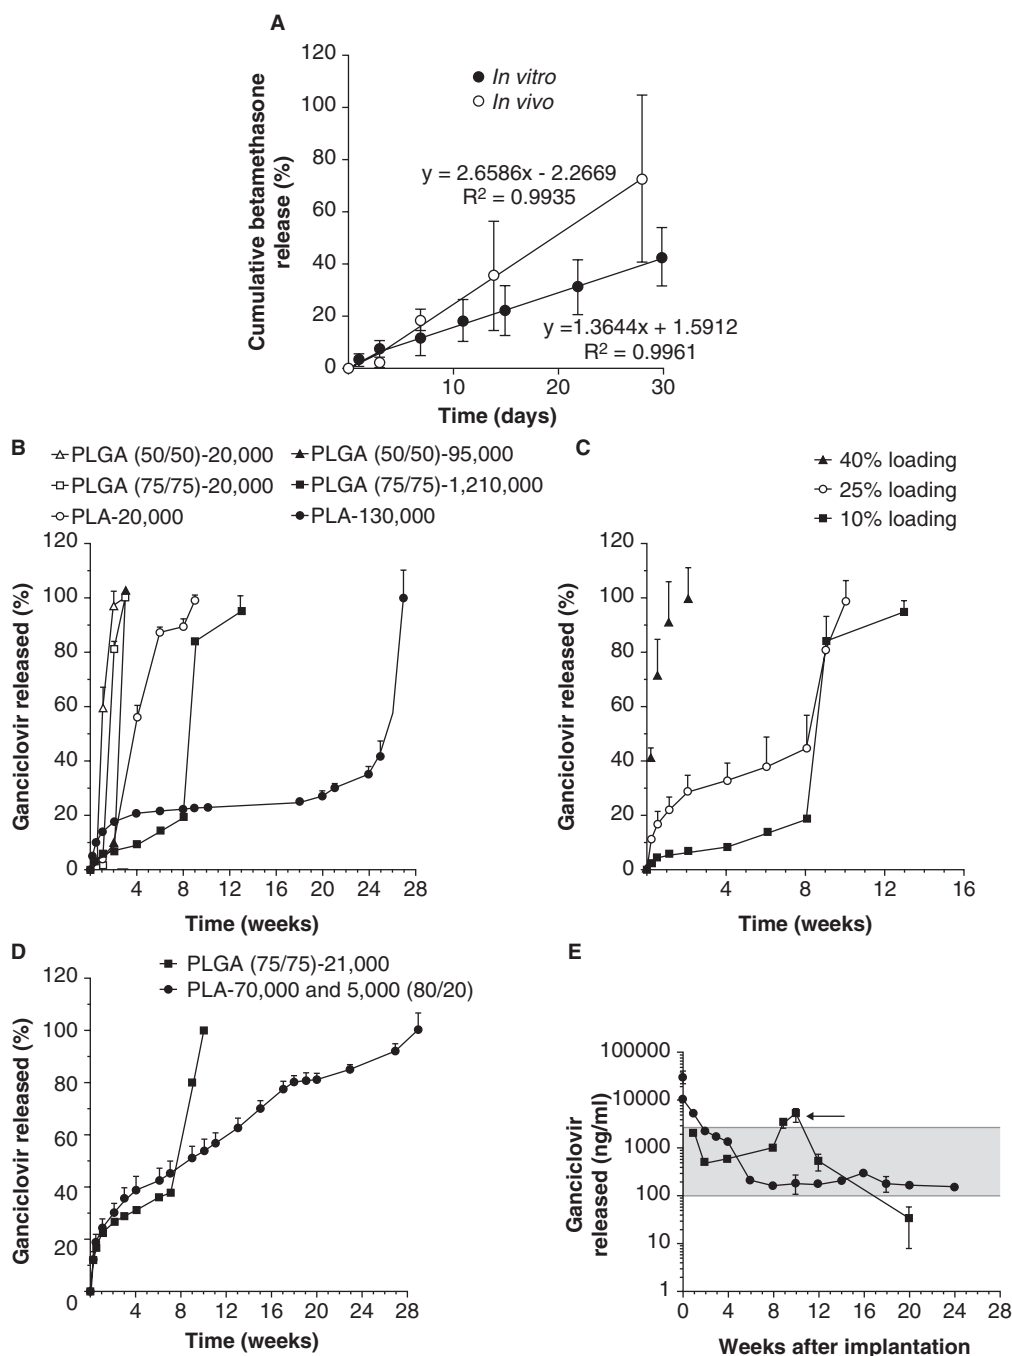 A
120
100
80
60
40
20
0
Cumulative betamethasone
release (%)
In vitro
In vivo
y = 2.6586x - 2.2669
R2 = 0.9935
y =1.3644x + 1.5912
R2 = 0.9961
10 20 30
Time (days)
B
PLGA (50/50)-20,000 PLGA (50/50)-95,000
PLGA (75/75)-20,000 PLGA (75/75)-1,210,000
PLA-20,000 PLA-130,000
120
100
80
60
40
20
0
Ganciclovir released (%)
4 8 12 16 20 24 28
Time (weeks)
C
40% loading
25% loading
10% loading
120
100
80
60
40
20
0
Ganciclovir released (%)
4 8 12 16
Time (weeks)
D
PLGA (75/75)-21,000
PLA-70,000 and 5,000 (80/20)
120
100
80
60
40
20
0
Ganciclovir released (%)
4 8 12 16 20 24 28
Time (weeks)
E
100000
10000
1000
100
10
1
Ganciclovir
released (ng/ml)
0 4 8 12 16 20 24 28
Weeks after implantation